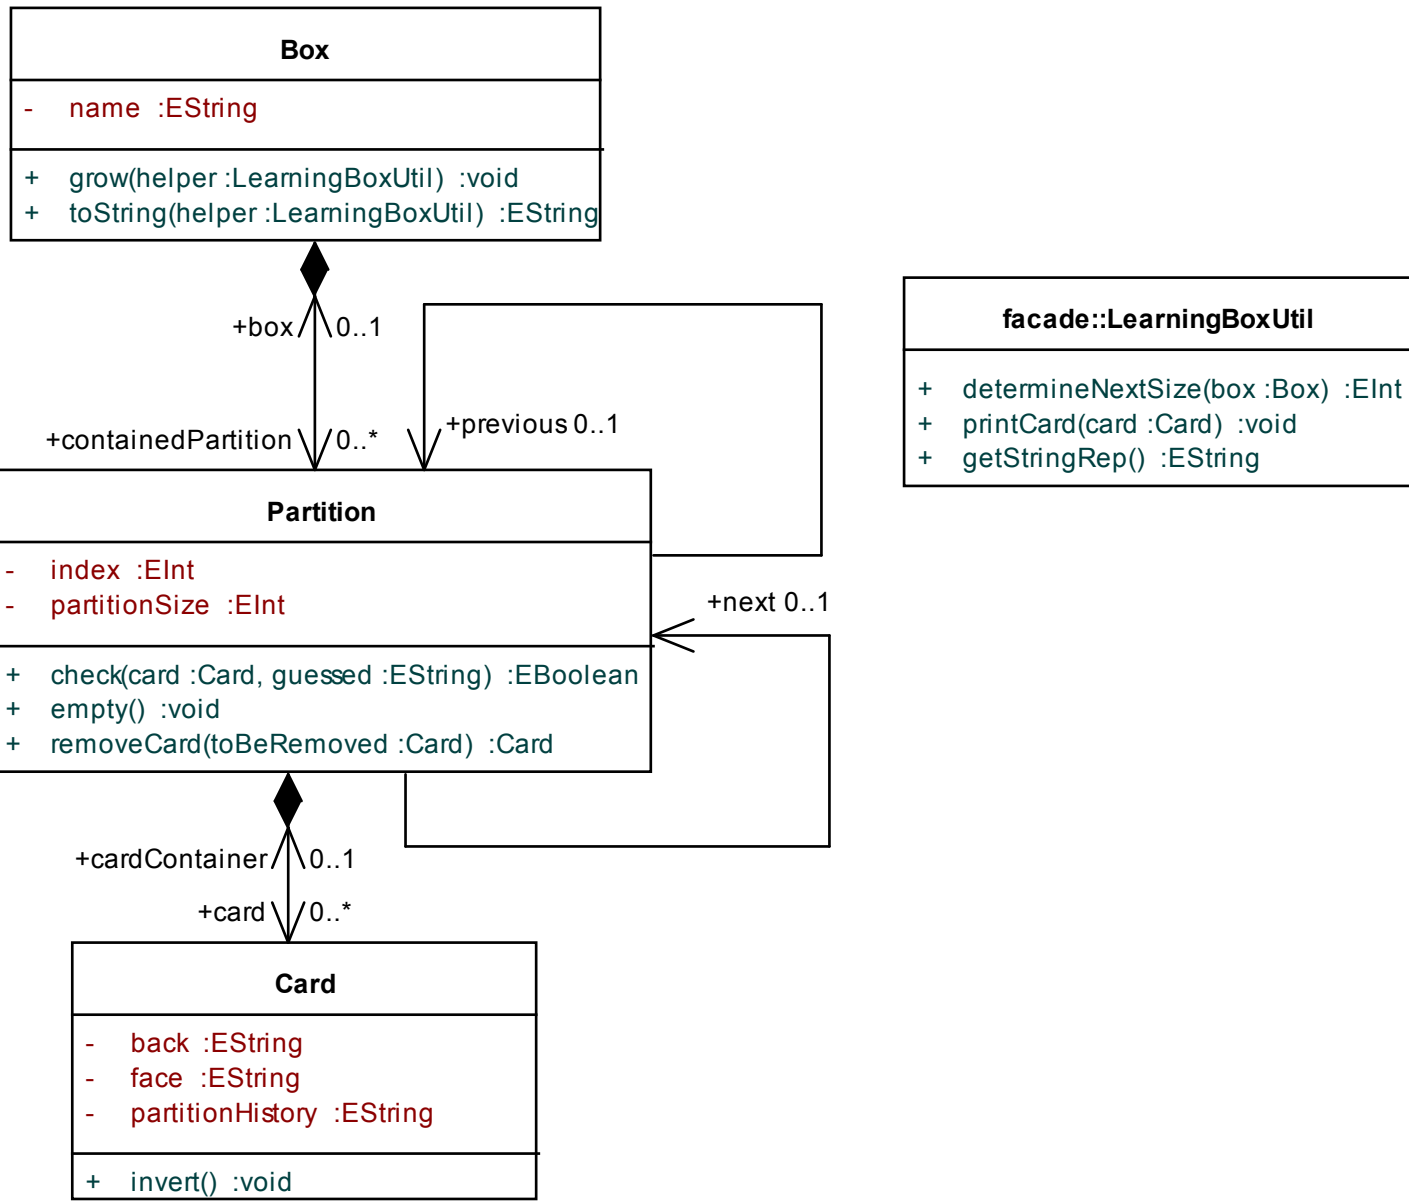 Box
- name :EString
+ grow(helper :LearningBoxUtil) :void
+ toString(helper :LearningBoxUtil) :EString
+box 0..1
+containedPartition 0..*
+previous 0..1
facade::LearningBoxUtil
+ determineNextSize(box :Box) :EInt
+ printCard(card :Card) :void
+ getStringRep() :EString
Partition
- index :EInt
- partitionSize :EInt
+next 0..1
+ check(card :Card, guessed :EString) :EBoolean
+ empty() :void
+ removeCard(toBeRemoved :Card) :Card
+cardContainer 0..1
+card 0..*
Card
- back :EString
- face :EString
- partitionHistory :EString
+ invert() :void